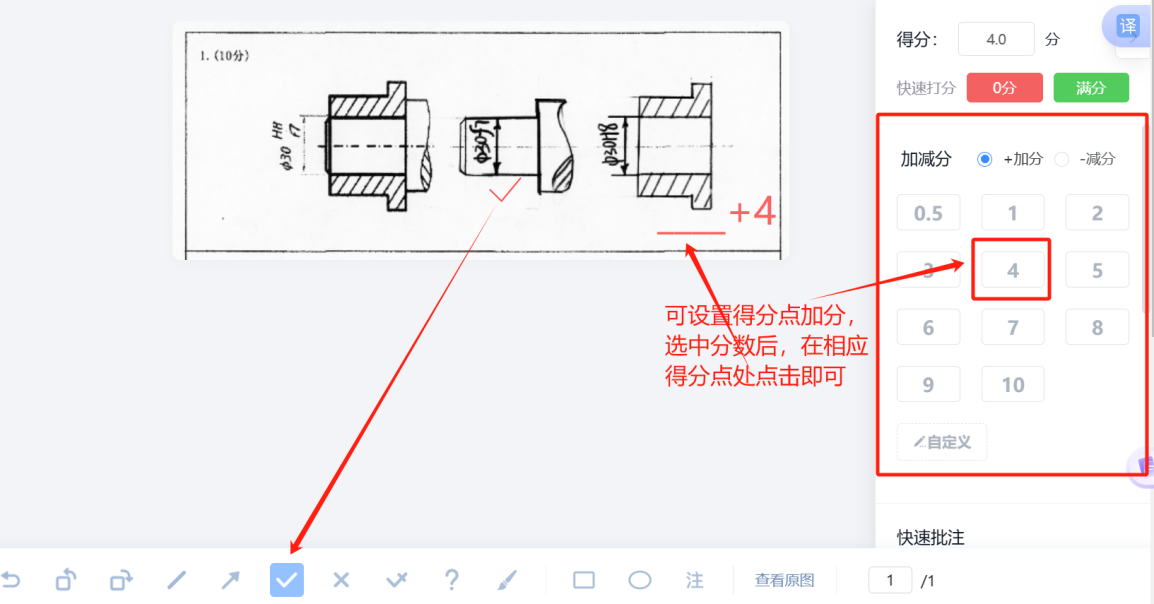 1.(10分)
φ30 H8
f7
φ30f7
φ30H8
+4
可设置得分点加分，
选中分数后，在相应
得分点处点击即可
译
得分： 4.0 分
快速打分 0分 满分
加减分 +加分 -减分
0.5 1 2
3 4 5
6 7 8
9 10
自定义
快速批注
? 注 查看原图 1 /1